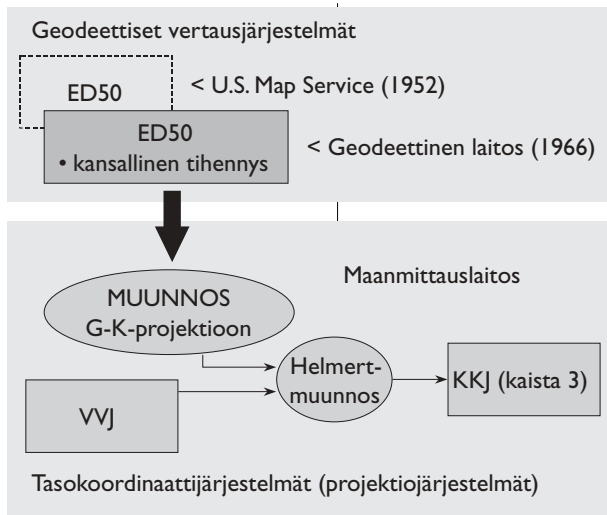 Geodeettiset vertausjärjestelmät
ED50
< U.S. Map Service (1952)
ED50
• kansallinen tihennys
< Geodeettinen laitos (1966)
Maanmittauslaitos
MUUNNOS
G-K-projektioon
Helmert-
muunnos
KKJ (kaista 3)
VVJ
Tasokoordinaattijärjestelmät (projektiojärjestelmät)